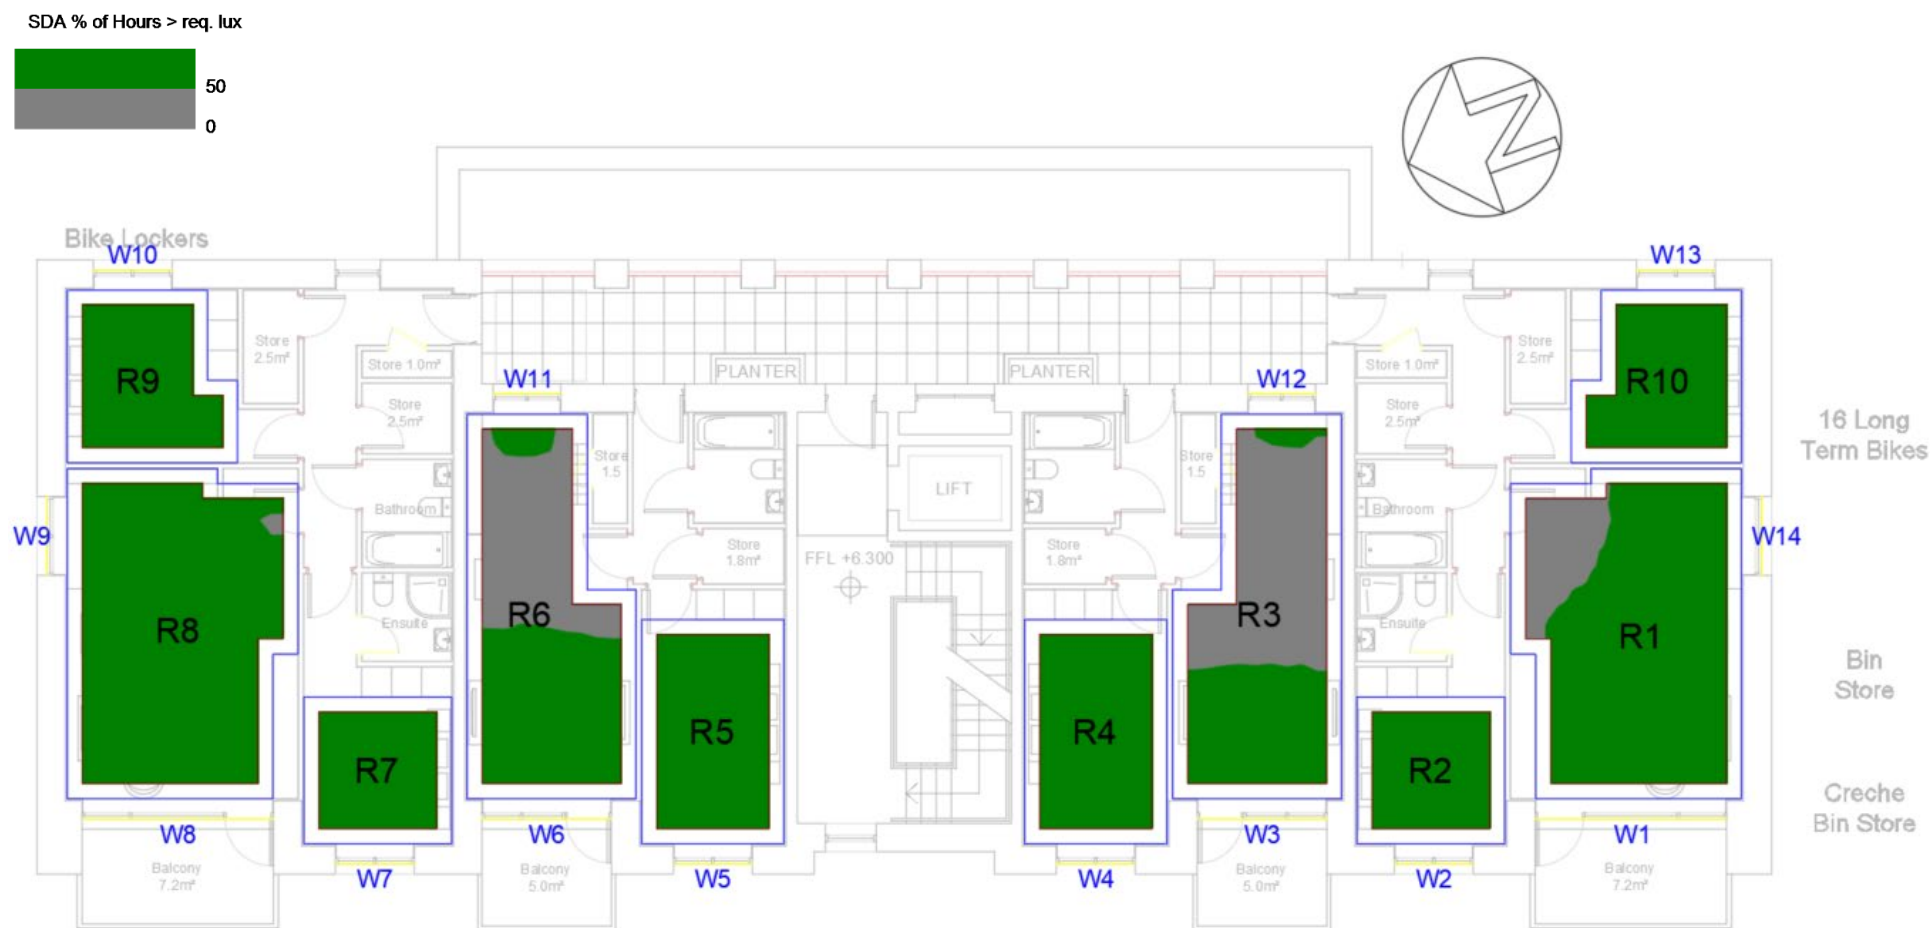 SDA % of Hours > req. lux
50
0
N
Bike Lockers
W10
W13
Store
2.5m²
Store 1.0m²
W11
PLANTER
PLANTER
W12
Store 1.0m²
Store
2.5m²
R9
Store
2.5m²
Store
2.5m²
R10
16 Long
Term Bikes
Store
1.5
LIFT
Store
1.5
W9
Bathroom
Store
1.8m²
FFL +6.300
Store
1.8m²
Bathroom
W14
R8
Ensuite
R6
R3
Ensuite
R1
Bin
Store
R7
R5
R4
R2
Creche
Bin Store
W8
W6
W3
W1
Balcony
7.2m²
W7
Balcony
5.0m²
W5
W4
Balcony
5.0m²
W2
Balcony
7.2m²